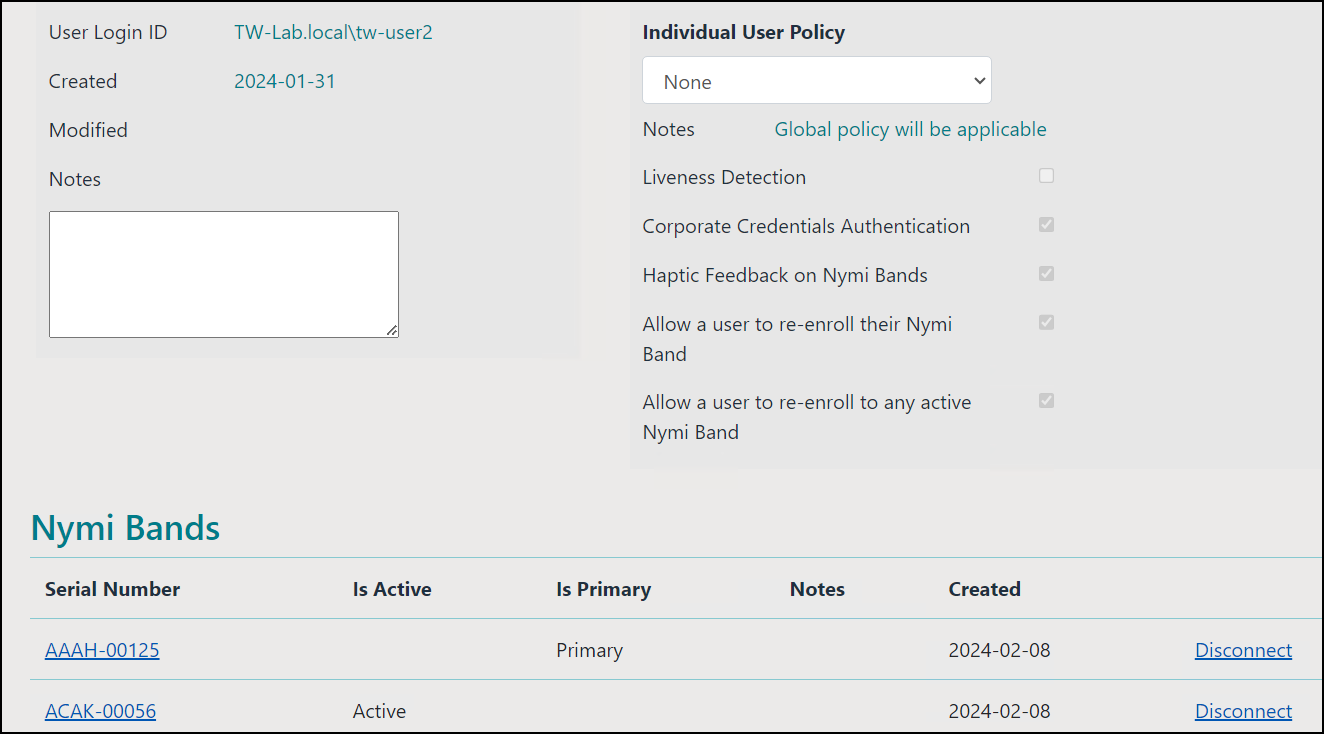 User Login ID TW-Lab.local\tw-user2
Created 2024-01-31
Modified
Notes
Individual User Policy
None
Notes Global policy will be applicable
Liveness Detection
Corporate Credentials Authentication
Haptic Feedback on Nymi Bands
Allow a user to re-enroll their Nymi
Band
Allow a user to re-enroll to any active
Nymi Band
Nymi Bands
Serial Number Is Active Is Primary Notes Created
AAAH-00125 Primary 2024-02-08 Disconnect
ACAK-00056 Active 2024-02-08 Disconnect